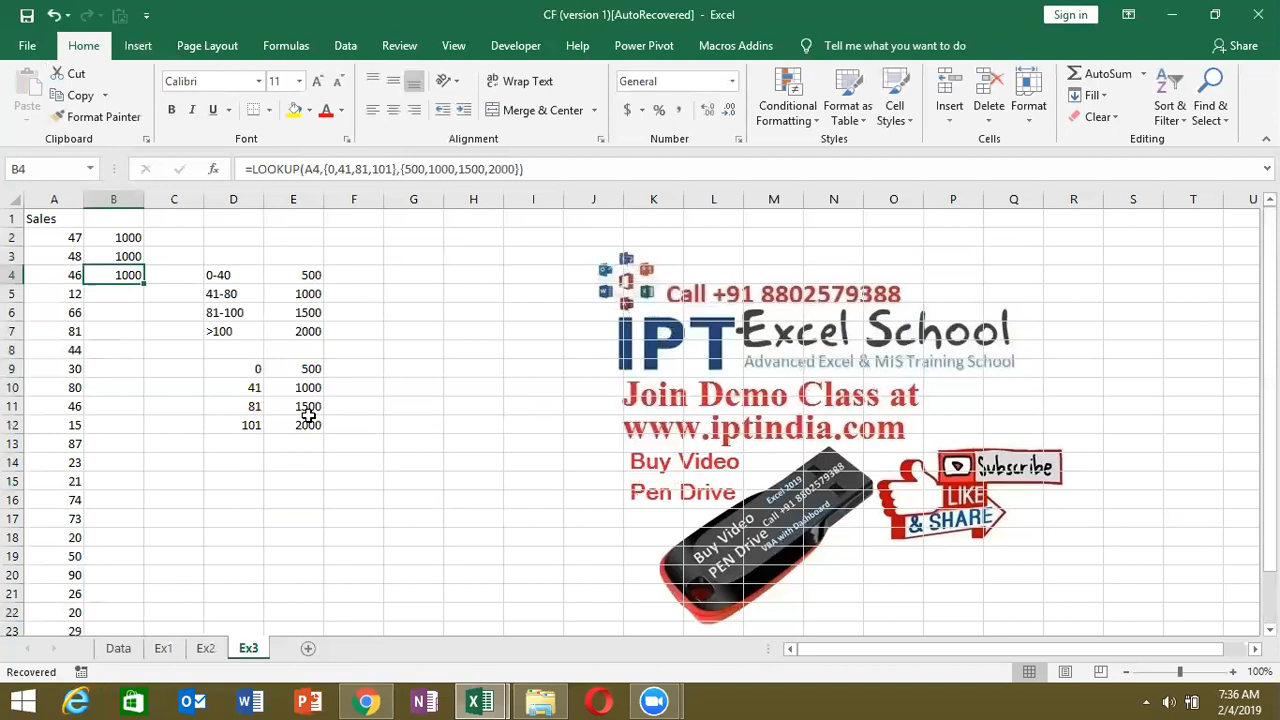 CF (version 1)[AutoRecovered] - Excel
Sign in
File Home Insert Page Layout Formulas Data Review View Developer Help Power Pivot Macros Addins Tell me what you want to do Share
Paste
Cut
Copy
Format Painter
Calibri 11
B I U
A A A
Wrap Text
Merge & Center
General
$ % ,
Conditional Formatting
Format as Table
Cell Styles
Insert
Delete
Format
AutoSum
Fill
Clear
Sort & Filter
Find & Select
Clipboard Font Alignment Number Styles Cells Editing
B4 fx =LOOKUP(A4,{0,41,81,101},{500,1000,1500,2000})
A B C D E F G H I J K L M N O P Q R S T U
1 Sales
2 47 1000
3 48 1000
4 46 1000 0-40 500
5 12 41-80 1000
6 66 81-100 1500
7 81 >100 2000
8 44
9 30 0 500
10 80 41 1000
11 46 81 1500
12 15 101 2000
13 87
14 23
15 21
16 74
17 73
18 20
19 50
20 90
21 26
22 20
23 29
Call +91 8802579388
IPT Excel School
Advanced Excel & MIS Training School
Join Demo Class at
www.iptindia.com
Buy Video
Pen Drive
Subscribe
LIKE
& SHARE
Excel 2019
Call +91 8802579388
VBA with Dashboard
Buy Video
PEN Drive
Data Ex1 Ex2 Ex3
Recovered
100%
7:36 AM
2/4/2019